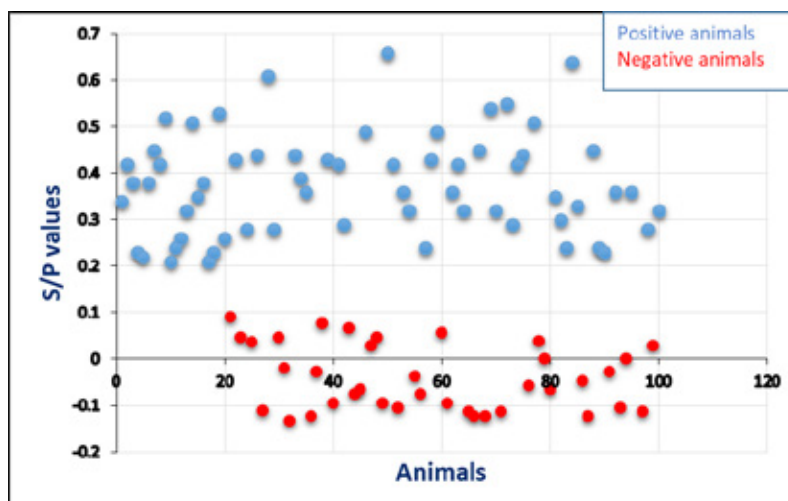 Positive animals
Negative animals
0.7
0.6
0.5
0.4
0.3
0.2
0.1
0
-0.1
-0.2
0 20 40 60 80 100 120
S/P values
Animals